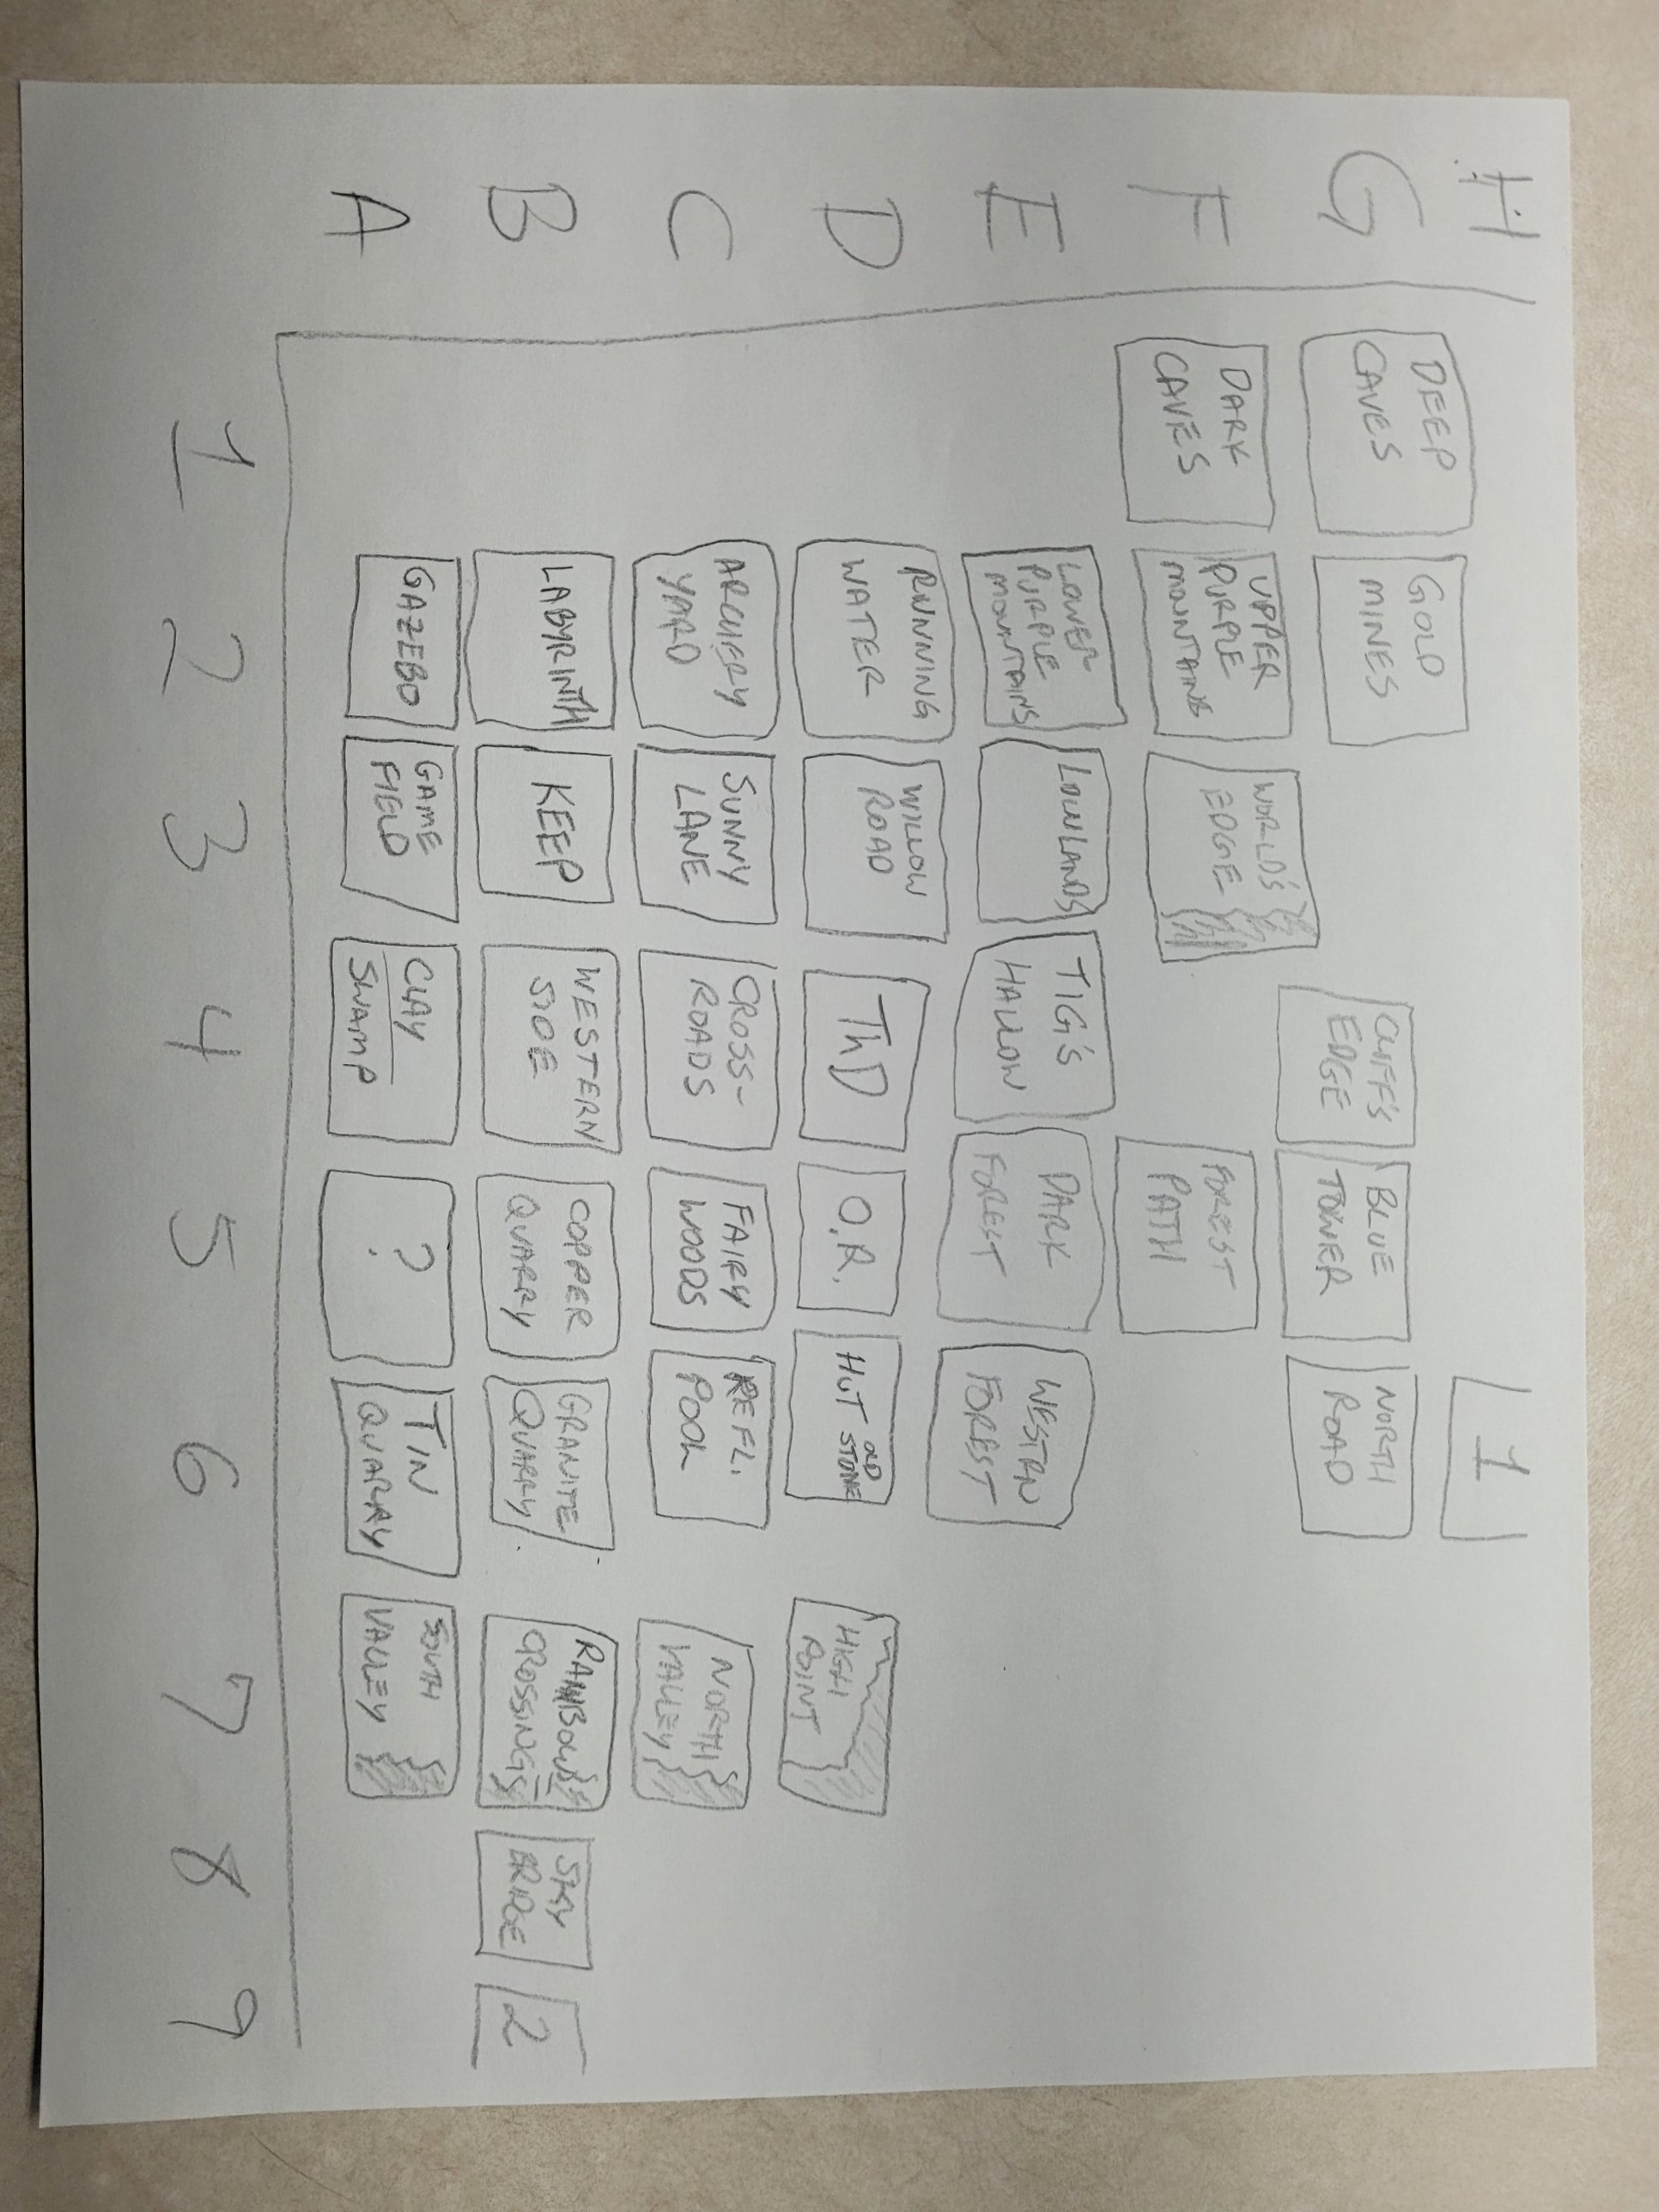 H
1
G
DEEP
CAVES
GOLD
MINES
CLIFF'S
EDGE
BLUE
TOWER
NORTH
ROAD
F
DARK
CAVES
UPPER
PURPLE
MOUNTAINS
WORLD'S
EDGE
FOREST
PATH
E
LOWER
PURPLE
MOUNTAINS
LOWLANDS
TIG'S
HALLOW
DARK
FOREST
WESTRN
FOREST
D
RUNNING
WATER
WILLOW
ROAD
ThD
O.R.
HUT OLD
STONE
HIGH
POINT
C
ARCHERY
YARD
SUNNY
LANE
CROSS-
ROADS
FAIRY
WOODS
REFL.
POOL
NORTH
VALLEY
B
LABYRINTH
KEEP
WESTERN
SIDE
COPPER
QUARRY
GRANITE
QUARRY
RAINBOW
CROSSING
SKY
BRIDGE
2
A
GAZEBO
GAME
FIELD
CLAY
SWAMP
?
TIN
QUARRY
SOUTH
VALLEY
1 2 3 4 5 6 7 8 9